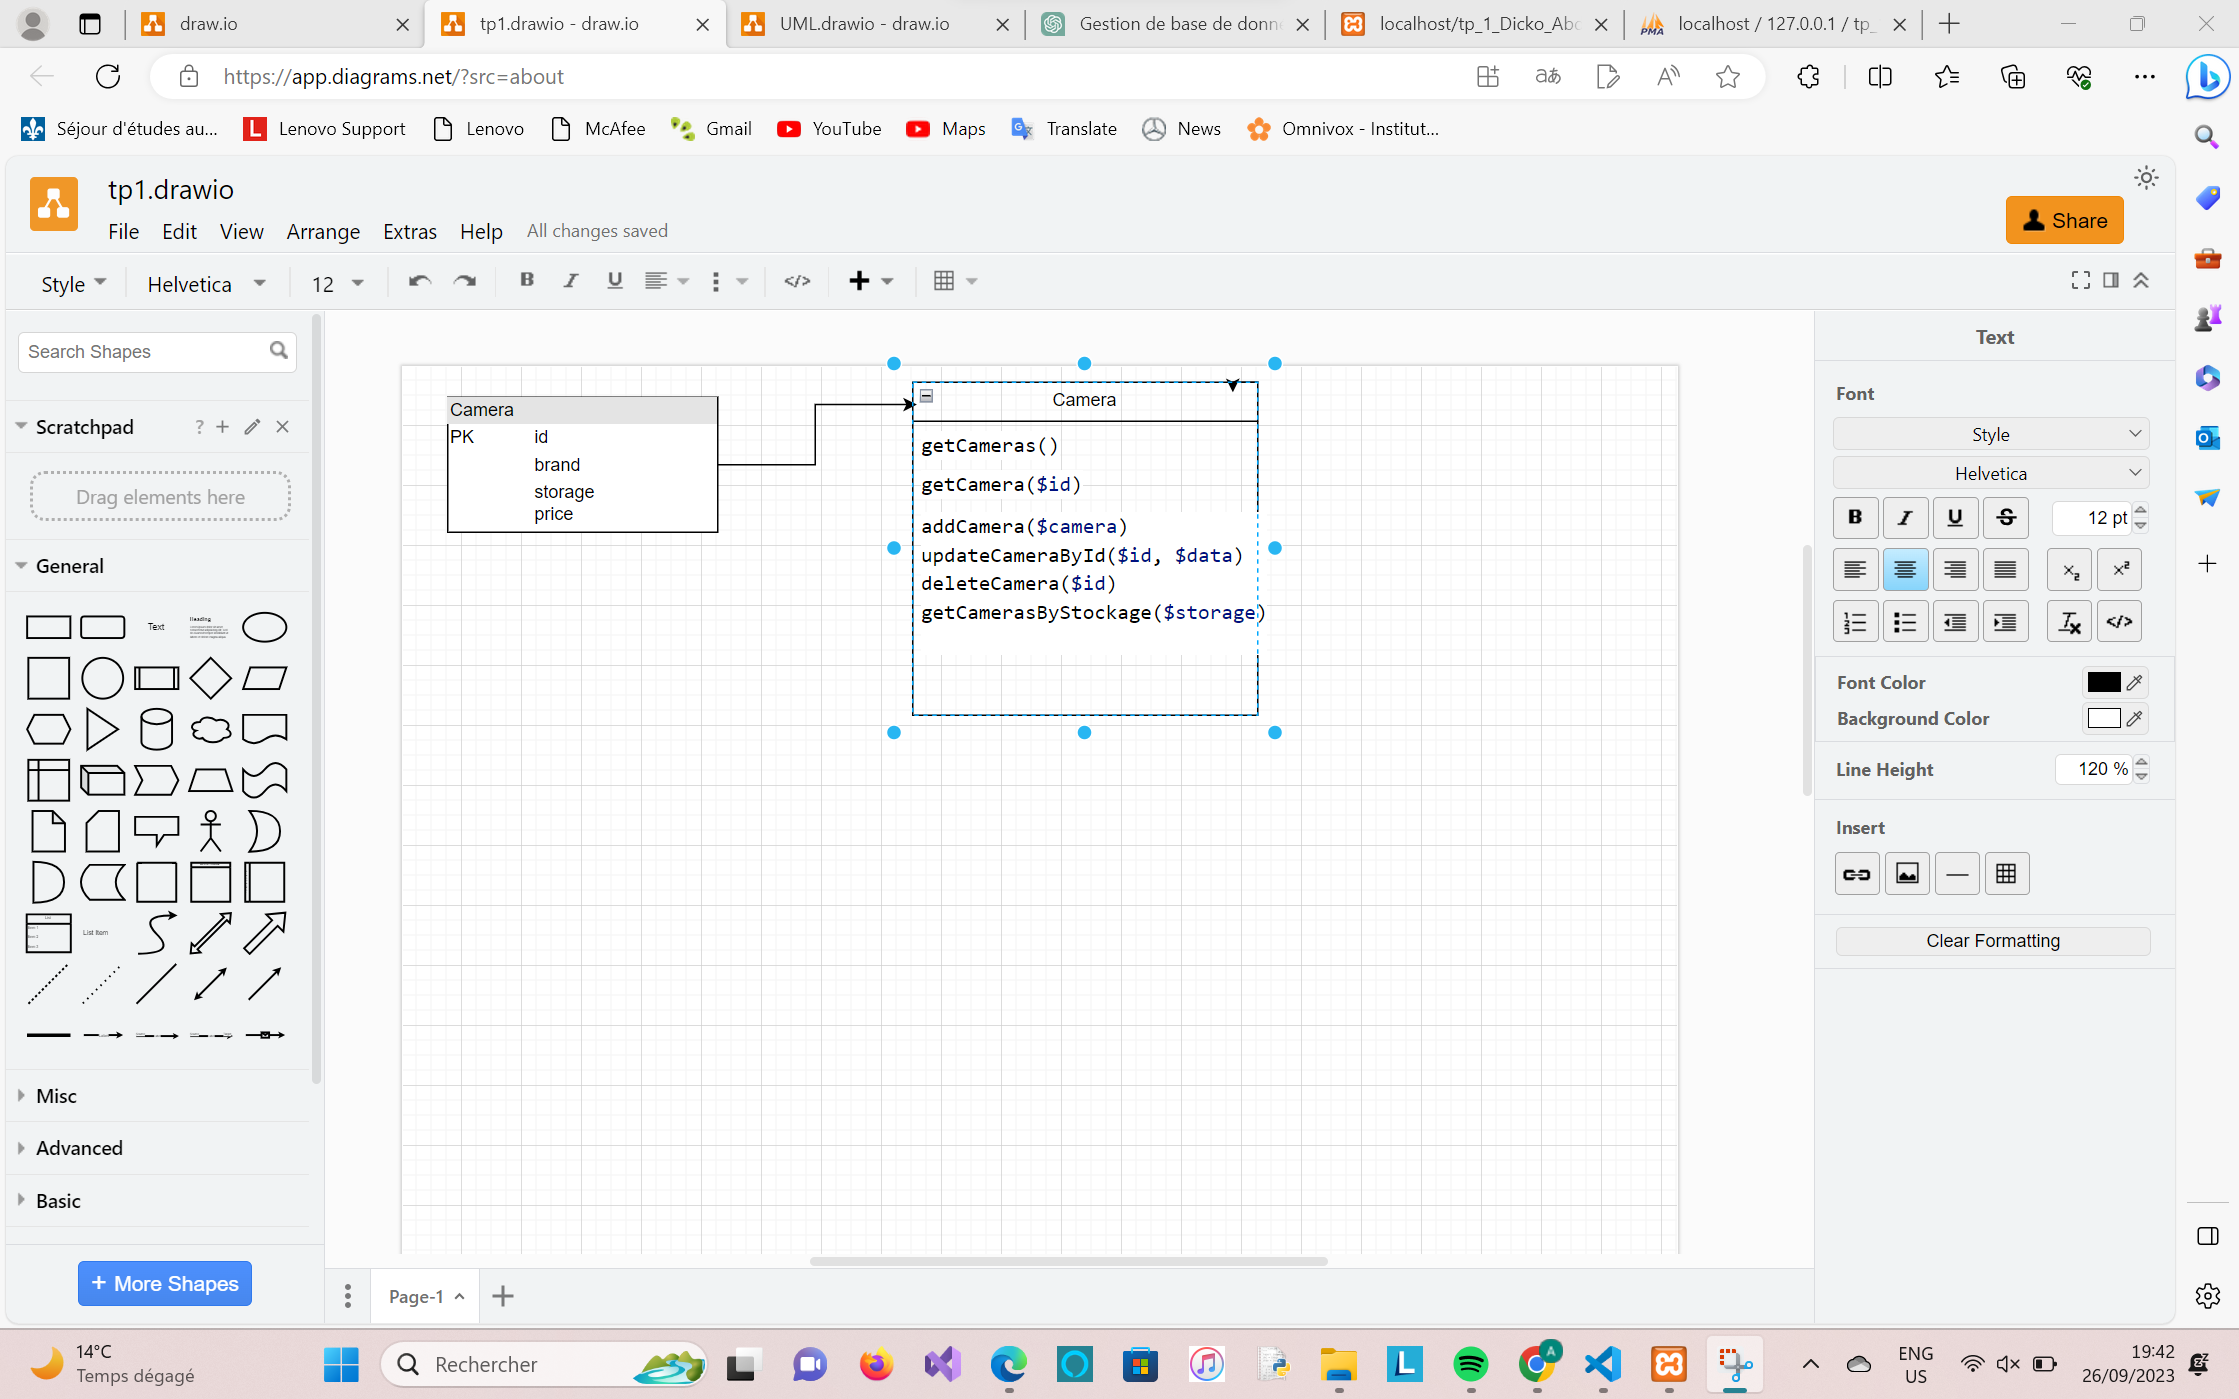 draw.io
tp1.drawio - draw.io
UML.drawio - draw.io
Gestion de base de donn
localhost/tp_1_Dicko_Abc
localhost / 127.0.0.1 / tp_
https://app.diagrams.net/?src=about
Séjour d'études au...
Lenovo Support
Lenovo
McAfee
Gmail
YouTube
Maps
Translate
News
Omnivox - Institut...
tp1.drawio
File Edit View Arrange Extras Help All changes saved
Share
Style Helvetica 12
Search Shapes
Scratchpad
Drag elements here
General
Text
Heading
List Item
Misc
Advanced
Basic
+ More Shapes
Camera
PK id
brand
storage
price
Camera
getCameras()
getCamera($id)
addCamera($camera)
updateCameraById($id, $data)
deleteCamera($id)
getCamerasByStockage($storage)
Text
Font
Style
Helvetica
12 pt
Font Color
Background Color
Line Height 120 %
Insert
Clear Formatting
Page-1
14°C
Temps dégagé
Rechercher
ENG
US
19:42
26/09/2023